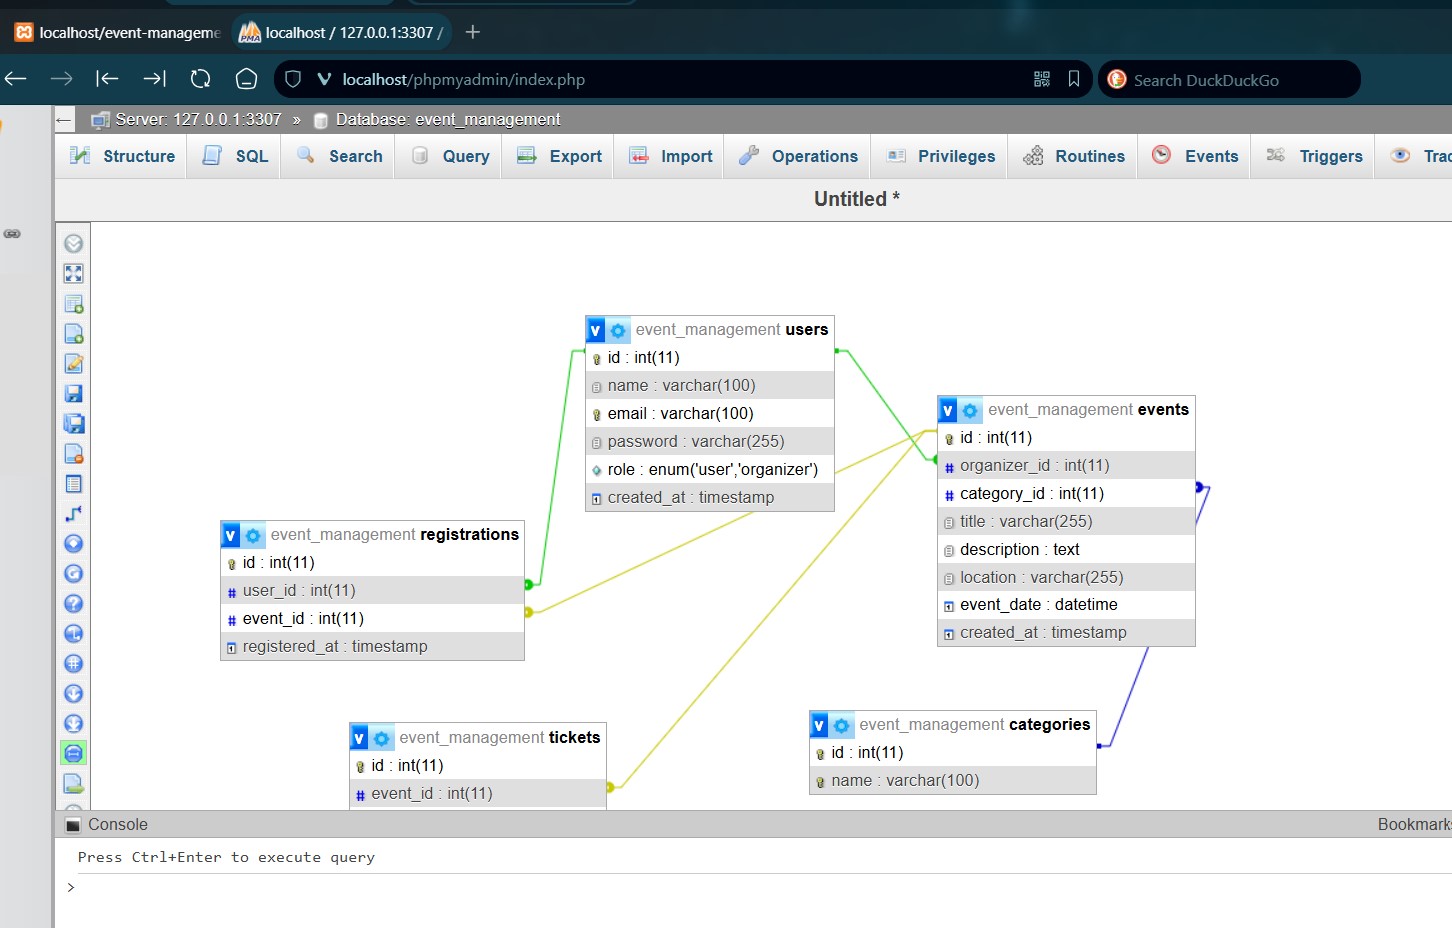 localhost/event-manageme
localhost / 127.0.0.1:3307 /
localhost/phpmyadmin/index.php
Search DuckDuckGo
Server: 127.0.0.1:3307 » Database: event_management
Structure SQL Search Query Export Import Operations Privileges Routines Events Triggers Trac
Untitled *
event_management users
id : int(11)
name : varchar(100)
email : varchar(100)
password : varchar(255)
role : enum('user','organizer')
created_at : timestamp
event_management events
id : int(11)
organizer_id : int(11)
category_id : int(11)
title : varchar(255)
description : text
location : varchar(255)
event_date : datetime
created_at : timestamp
event_management registrations
id : int(11)
user_id : int(11)
event_id : int(11)
registered_at : timestamp
event_management tickets
id : int(11)
event_id : int(11)
event_management categories
id : int(11)
name : varchar(100)
Console
Bookmark
Press Ctrl+Enter to execute query
>